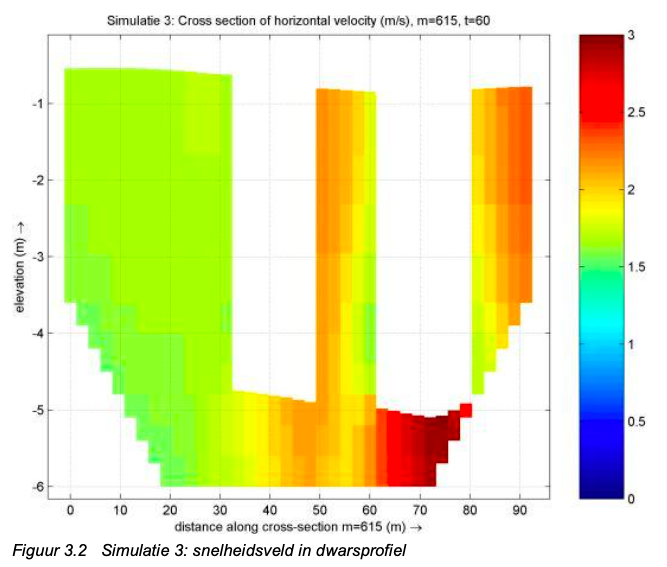 Simulatie 3: Cross section of horizontal velocity (m/s), m=615, t=60
elevation (m) →
-1
-2
-3
-4
-5
-6
0 10 20 30 40 50 60 70 80 90
distance along cross-section m=615 (m) →
3
2.5
2
1.5
1
0.5
0
Figuur 3.2 Simulatie 3: snelheidsveld in dwarsprofiel